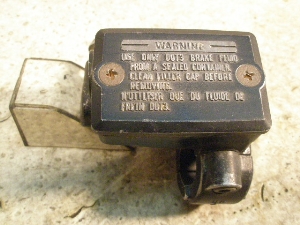 WARNING
USE ONLY DOT3 BRAKE FLUID
FROM A SEALED CONTAINER.
CLEAN FILLER CAP BEFORE
REMOVING.
N'UTLISER QUE DU FLUIDE DE
FREIN DOT3.